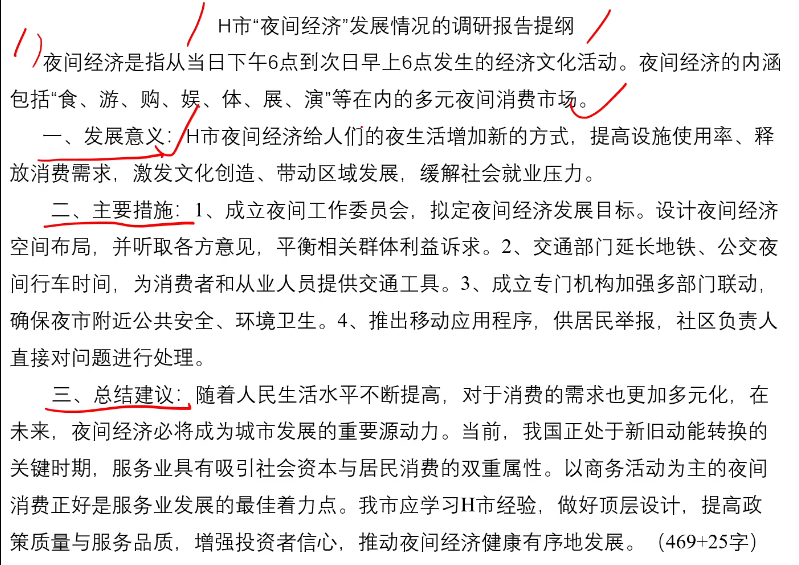 H市“夜间经济”发展情况的调研报告提纲
夜间经济是指从当日下午6点到次日早上6点发生的经济文化活动。夜间经济的内涵
包括“食、游、购、娱、体、展、演”等在内的多元夜间消费市场。
一、发展意义：H市夜间经济给人们的夜生活增加新的方式，提高设施使用率、释
放消费需求，激发文化创造、带动区域发展，缓解社会就业压力。
二、主要措施：1、成立夜间工作委员会，拟定夜间经济发展目标。设计夜间经济
空间布局，并听取各方意见，平衡相关群体利益诉求。2、交通部门延长地铁、公交夜
间行车时间，为消费者和从业人员提供交通工具。3、成立专门机构加强多部门联动，
确保夜市附近公共安全、环境卫生。4、推出移动应用程序，供居民举报，社区负责人
直接对问题进行处理。
三、总结建议：随着人民生活水平不断提高，对于消费的需求也更加多元化，在
未来，夜间经济必将成为城市发展的重要源动力。当前，我国正处于新旧动能转换的
关键时期，服务业具有吸引社会资本与居民消费的双重属性。以商务活动为主的夜间
消费正好是服务业发展的最佳着力点。我市应学习H市经验，做好顶层设计，提高政
策质量与服务品质，增强投资者信心，推动夜间经济健康有序地发展。（469+25字）